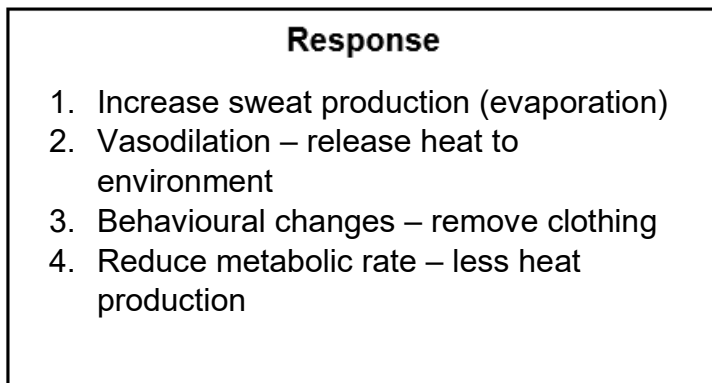 Response
1. Increase sweat production (evaporation)
2. Vasodilation – release heat to
environment
3. Behavioural changes – remove clothing
4. Reduce metabolic rate – less heat
production